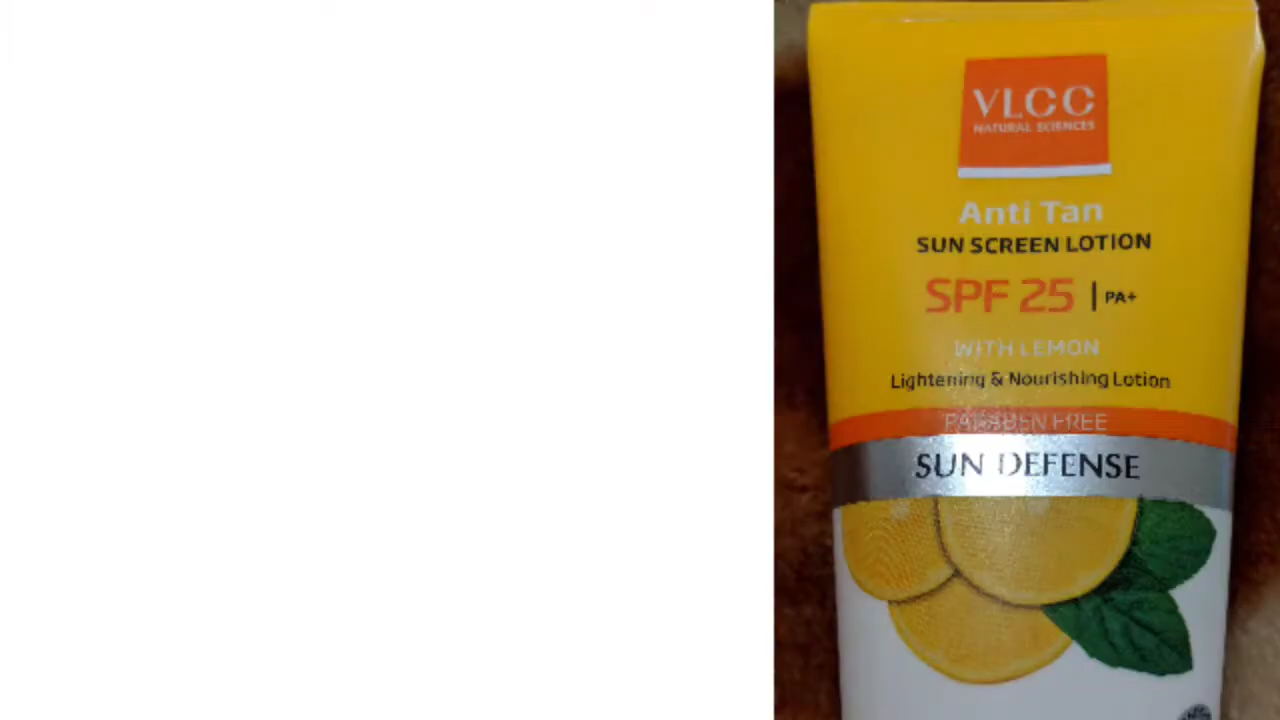 VLCC
NATURAL SCIENCES
Anti Tan
SUN SCREEN LOTION
SPF 25 | PA+
WITH LEMON
Lightening & Nourishing Lotion
PARABEN FREE
SUN DEFENSE